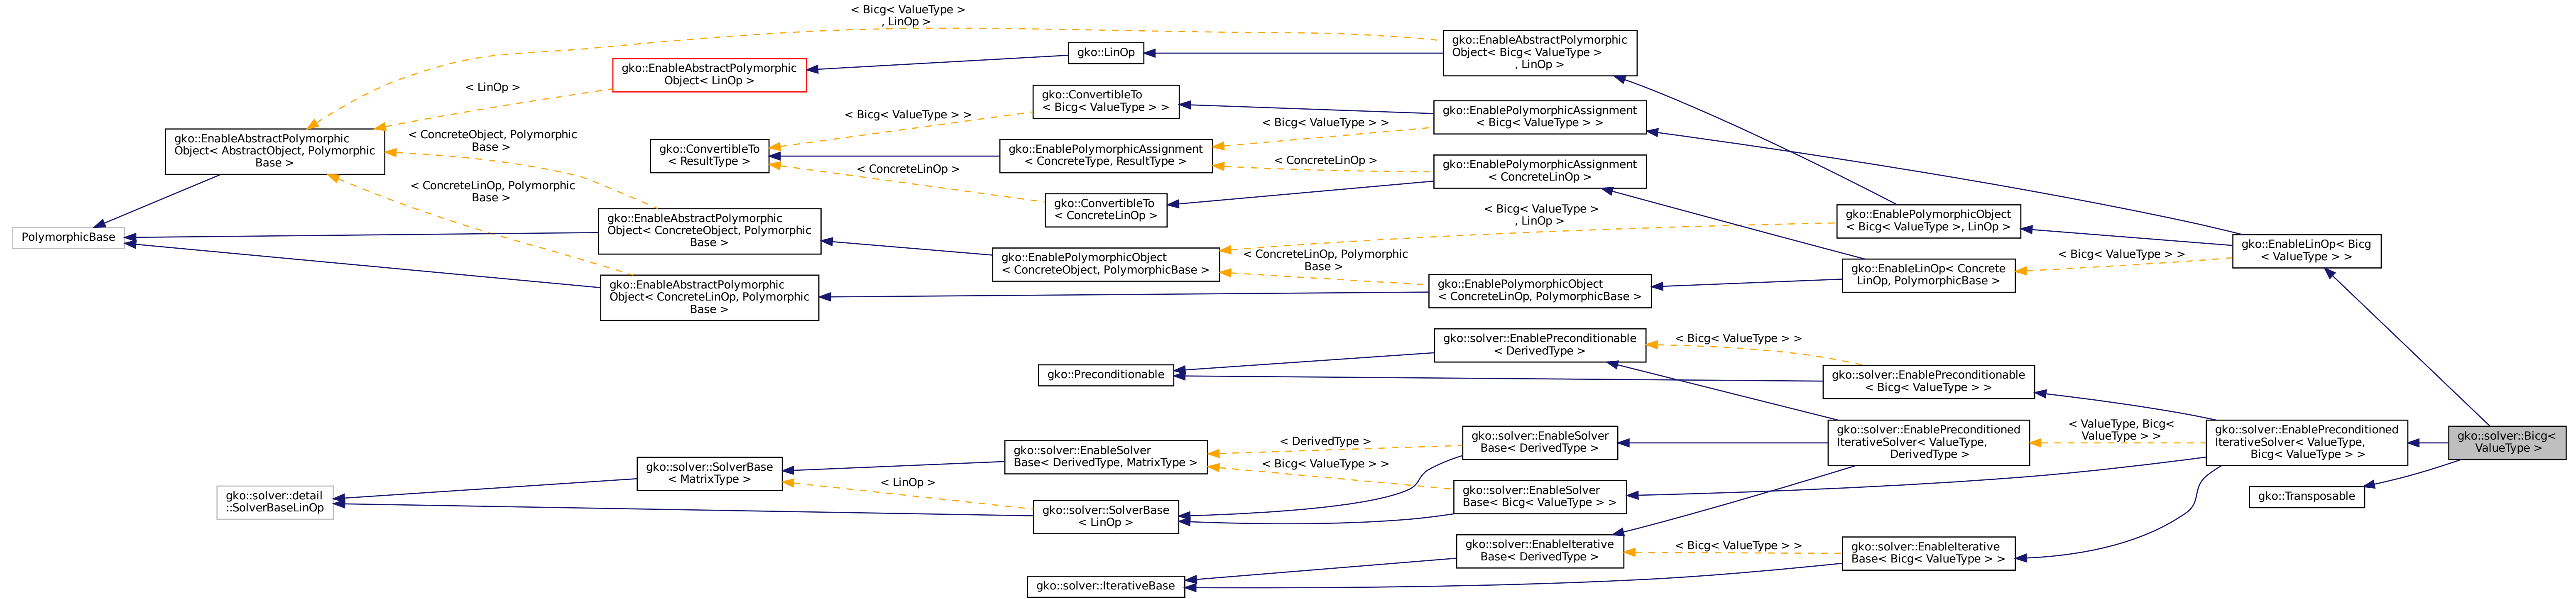 < Bicg< ValueType >
, LinOp >
gko::EnableAbstractPolymorphic
Object< Bicg< ValueType >
, LinOp >
gko::LinOp
gko::EnableAbstractPolymorphic
Object< LinOp >
< LinOp >
gko::ConvertibleTo
< Bicg< ValueType > >
gko::EnablePolymorphicAssignment
< Bicg< ValueType > >
< Bicg< ValueType > >
< Bicg< ValueType > >
gko::EnableAbstractPolymorphic
Object< AbstractObject, Polymorphic
Base >
< ConcreteObject, Polymorphic
Base >
gko::ConvertibleTo
< ResultType >
gko::EnablePolymorphicAssignment
< ConcreteType, ResultType >
< ConcreteLinOp >
gko::EnablePolymorphicAssignment
< ConcreteLinOp >
< ConcreteLinOp >
< ConcreteLinOp, Polymorphic
Base >
gko::ConvertibleTo
< ConcreteLinOp >
< Bicg< ValueType >
, LinOp >
gko::EnablePolymorphicObject
< Bicg< ValueType >, LinOp >
PolymorphicBase
gko::EnableAbstractPolymorphic
Object< ConcreteObject, Polymorphic
Base >
gko::EnablePolymorphicObject
< ConcreteObject, PolymorphicBase >
< ConcreteLinOp, Polymorphic
Base >
gko::EnableLinOp< Bicg
< ValueType > >
< Bicg< ValueType > >
gko::EnableLinOp< Concrete
LinOp, PolymorphicBase >
gko::EnableAbstractPolymorphic
Object< ConcreteLinOp, Polymorphic
Base >
gko::EnablePolymorphicObject
< ConcreteLinOp, PolymorphicBase >
gko::solver::EnablePreconditionable
< DerivedType >
< Bicg< ValueType > >
gko::Preconditionable
gko::solver::EnablePreconditionable
< Bicg< ValueType > >
gko::solver::EnableSolver
Base< DerivedType, MatrixType >
< DerivedType >
gko::solver::EnableSolver
Base< DerivedType >
gko::solver::EnablePreconditioned
IterativeSolver< ValueType,
DerivedType >
< ValueType, Bicg<
ValueType > >
gko::solver::EnablePreconditioned
IterativeSolver< ValueType,
Bicg< ValueType > >
gko::solver::Bicg<
ValueType >
gko::solver::SolverBase
< MatrixType >
< Bicg< ValueType > >
< LinOp >
gko::solver::EnableSolver
Base< Bicg< ValueType > >
gko::solver::detail
::SolverBaseLinOp
gko::solver::SolverBase
< LinOp >
gko::Transposable
gko::solver::EnableIterative
Base< DerivedType >
< Bicg< ValueType > >
gko::solver::EnableIterative
Base< Bicg< ValueType > >
gko::solver::IterativeBase